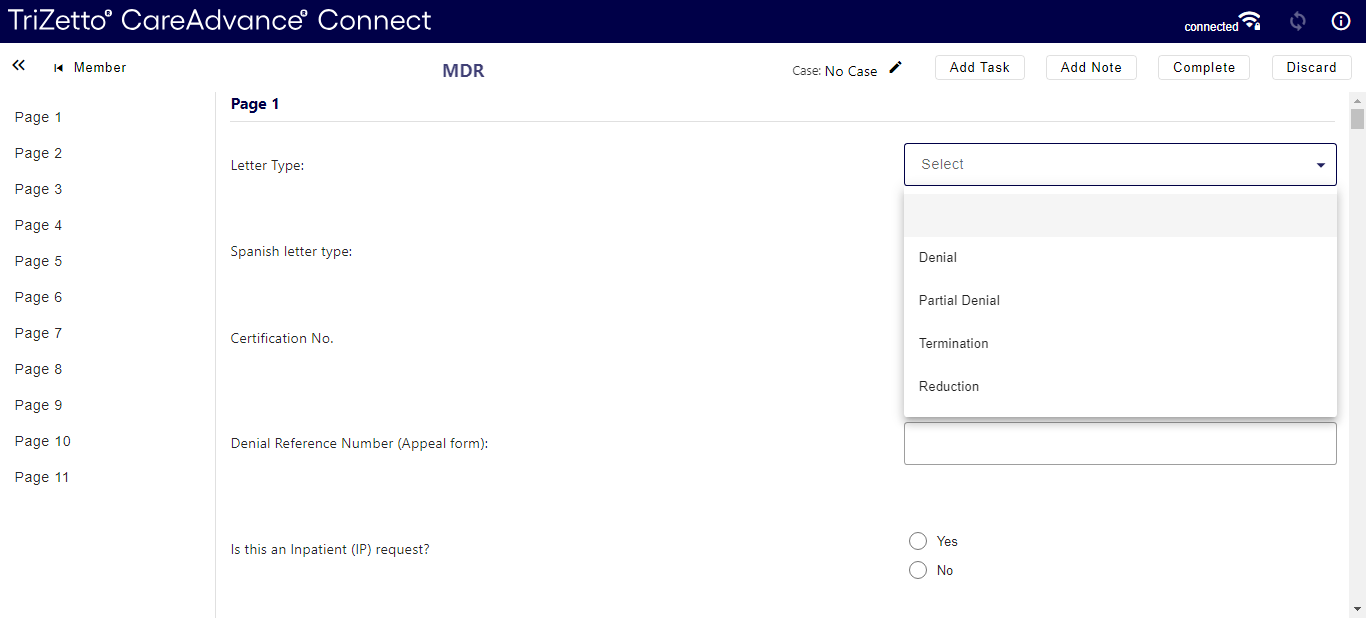 TriZetto® CareAdvance® Connect
connected
Member
MDR
Case: No Case
Add Task
Add Note
Complete
Discard
Page 1
Page 2
Page 3
Page 4
Page 5
Page 6
Page 7
Page 8
Page 9
Page 10
Page 11
Page 1
Letter Type:
Select
Denial
Partial Denial
Termination
Reduction
Spanish letter type:
Certification No.
Denial Reference Number (Appeal form):
Is this an Inpatient (IP) request?
Yes
No